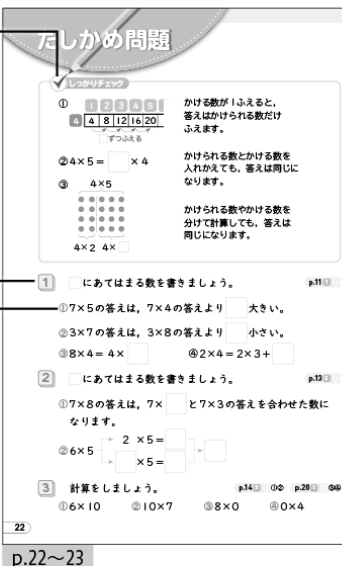 たしかめ問題
しっかりチェック
① 1 2 3 4 5
4 4 8 12 16 20
ずつふえる
かける数が1ふえると，
答えはかけられる数だけ
ふえます。
②4×5＝□×4
かけられる数とかける数を
入れかえても，答えは同じに
なります。
③ 4×5
4×2 4×□
かけられる数やかける数を
分けて計算しても，答えは
同じになります。
1 □にあてはまる数を書きましょう。 p.11
①7×5の答えは，7×4の答えより□大きい。
②3×7の答えは，3×8の答えより□小さい。
③8×4＝4×□ ④2×4＝2×3＋□
2 □にあてはまる数を書きましょう。 p.13
①7×8の答えは，7×□と7×3の答えを合わせた数に
なります。
②6×5
2×5＝□
□×5＝□
□
3 計算をしましょう。 p.14 ①② p.20 ③④
①6×10 ②10×7 ③8×0 ④0×4
22
p.22～23